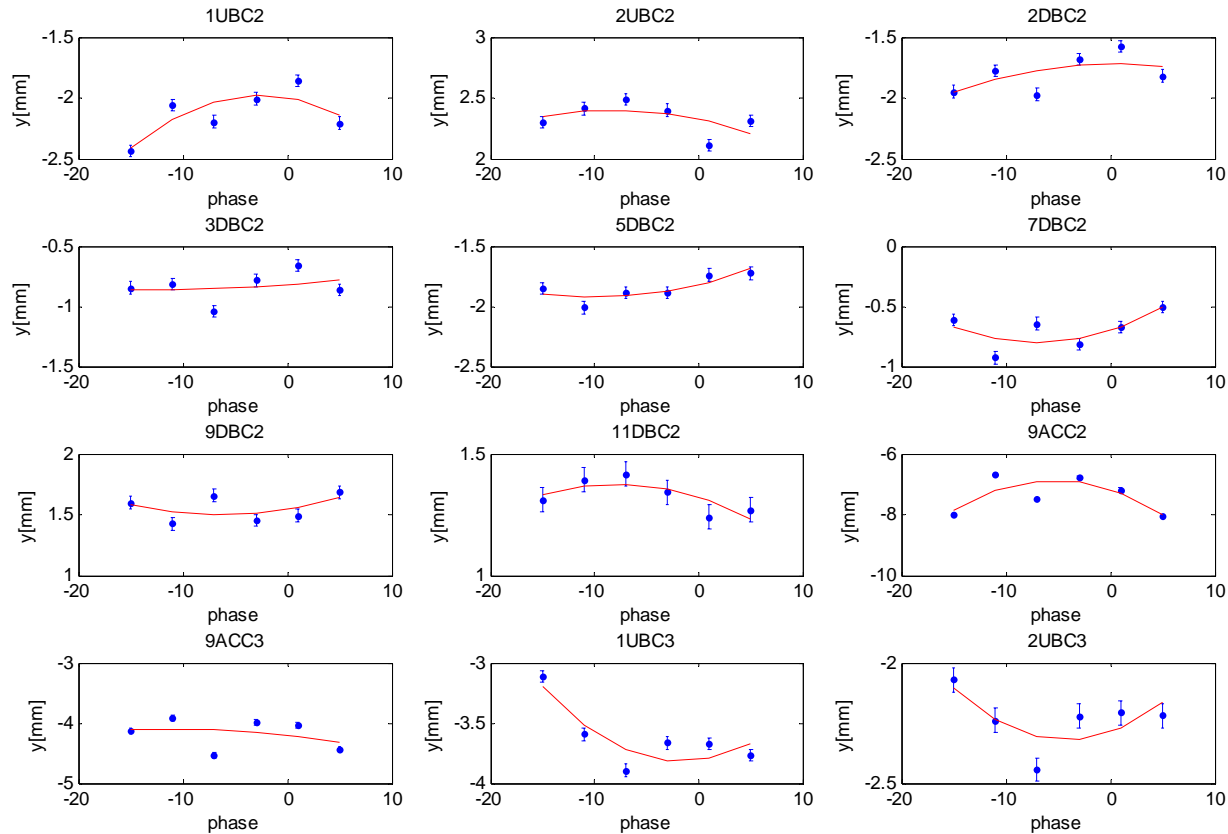 1UBC2
y[mm]
-1.5
-2
-2.5
-20
-10
0
10
phase
2UBC2
y[mm]
3
2.5
2
-20
-10
0
10
phase
2DBC2
y[mm]
-1.5
-2
-2.5
-20
-10
0
10
phase
3DBC2
y[mm]
-0.5
-1
-1.5
-20
-10
0
10
phase
5DBC2
y[mm]
-1.5
-2
-2.5
-20
-10
0
10
phase
7DBC2
y[mm]
0
-0.5
-1
-20
-10
0
10
phase
9DBC2
y[mm]
2
1.5
1
-20
-10
0
10
phase
11DBC2
y[mm]
1.5
1
-20
-10
0
10
phase
9ACC2
y[mm]
-6
-8
-10
-20
-10
0
10
phase
9ACC3
y[mm]
-3
-4
-5
-20
-10
0
10
phase
1UBC3
y[mm]
-3
-3.5
-4
-20
-10
0
10
phase
2UBC3
y[mm]
-2
-2.5
-20
-10
0
10
phase